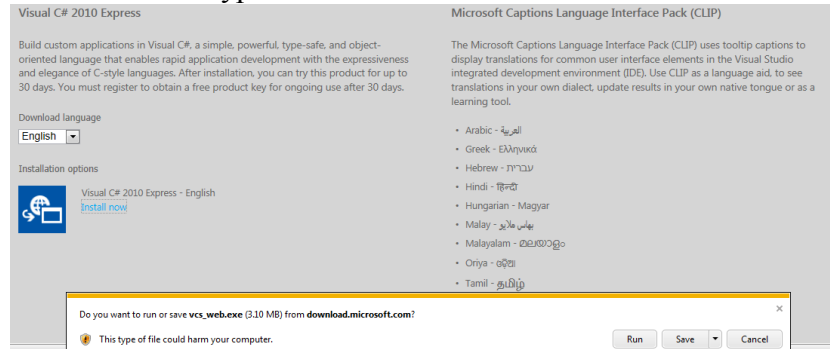 Visual C# 2010 Express
Build custom applications in Visual C#, a simple, powerful, type-safe, and object-
oriented language that enables rapid application development with the expressiveness
and elegance of C-style languages. After installation, you can try this product for up to
30 days. You must register to obtain a free product key for ongoing use after 30 days.
Download language
English
Installation options
Visual C# 2010 Express - English
Install now
Microsoft Captions Language Interface Pack (CLIP)
The Microsoft Captions Language Interface Pack (CLIP) uses tooltip captions to
display translations for common user interface elements in the Visual Studio
integrated development environment (IDE). Use CLIP as a language aid, to see
translations in your own dialect, update results in your own native tongue or as a
learning tool.
• Arabic - العربية
• Greek - Ελληνικά
• Hebrew - עברית
• Hindi - हिन्दी
• Hungarian - Magyar
• Malay - بهاس ملايو
• Malayalam - മലയാളം
• Oriya - ଓଡ଼ିଆ
• Tamil - தமிழ்
Do you want to run or save vcs_web.exe (3.10 MB) from download.microsoft.com?
This type of file could harm your computer.
Run
Save
Cancel